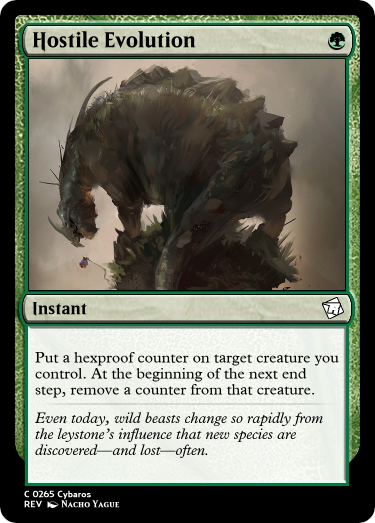 Hostile Evolution
Instant
Put a hexproof counter on target creature you
control. At the beginning of the next end
step, remove a counter from that creature.
Even today, wild beasts change so rapidly from
the leystone's influence that new species are
discovered—and lost—often.
C 0265 Cybaros
REV Nacho Yague